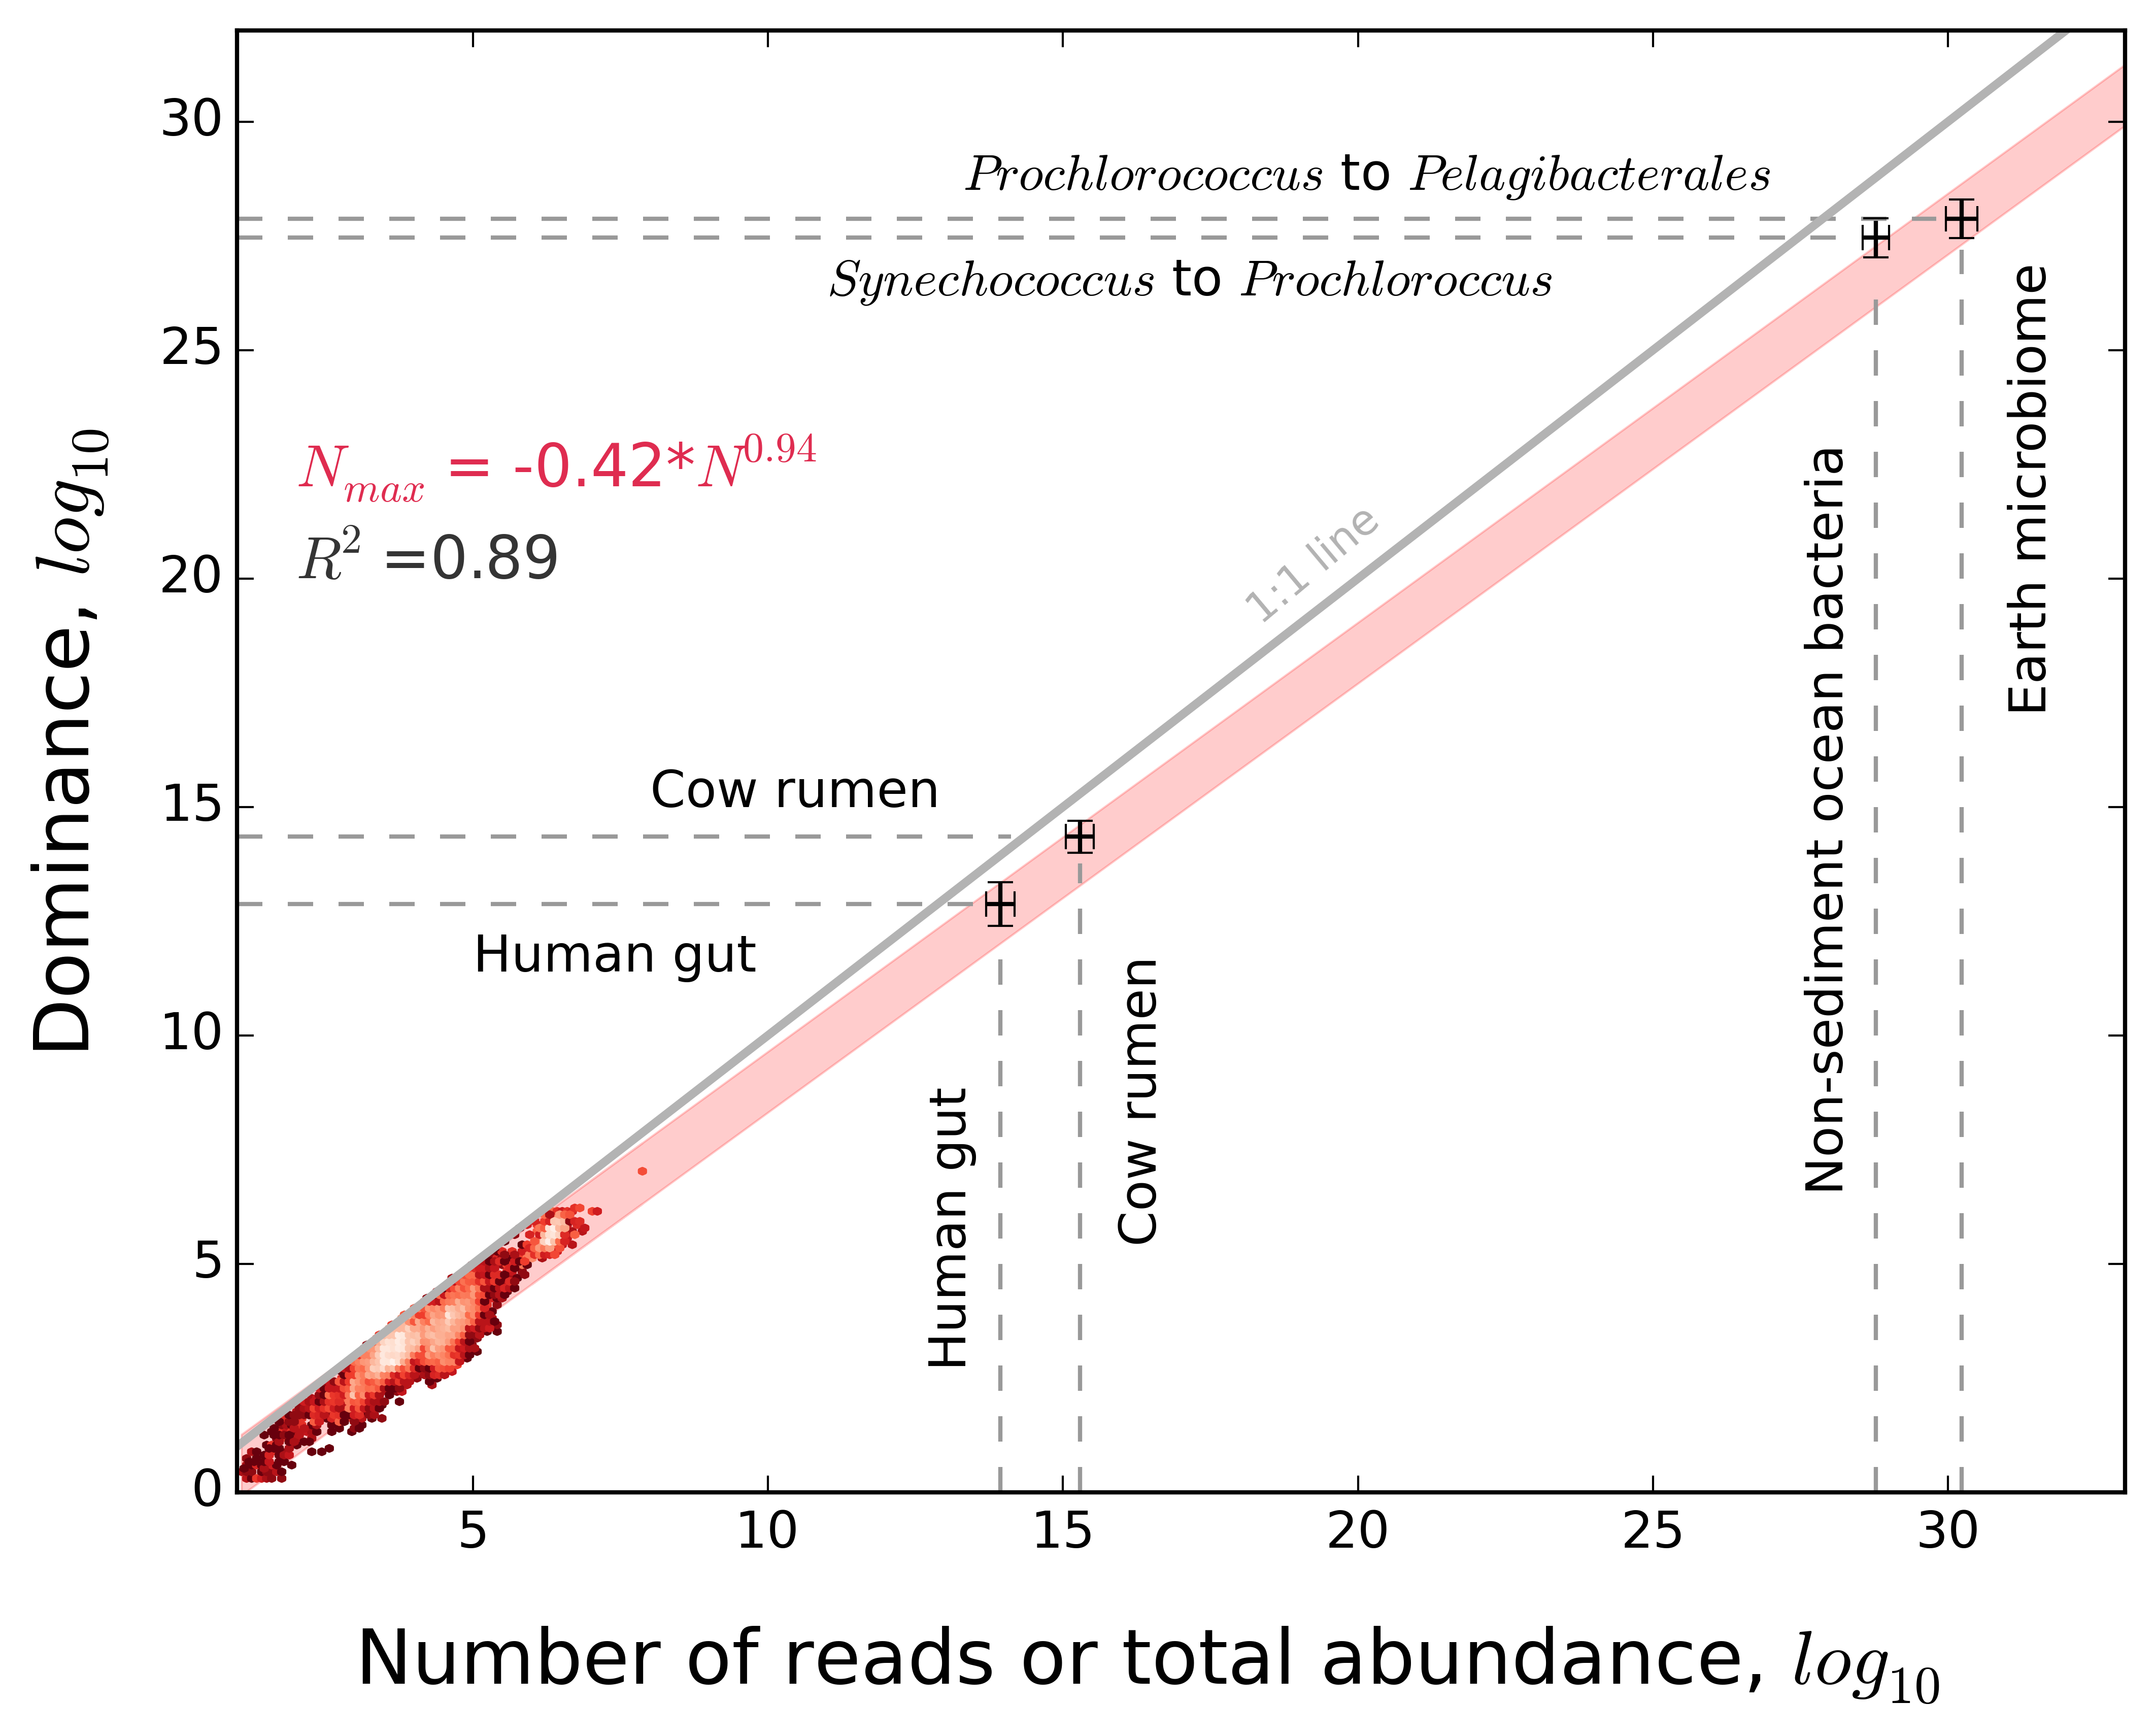 Dominance, log10
30
25
20
15
10
5
0
Prochlorococcus to Pelagibacterales
Synechococcus to Prochloroccus
Nmax = -0.42*N^0.94
R^2 =0.89
1:1 line
Cow rumen
Human gut
Human gut
Cow rumen
Non-sediment ocean bacteria
Earth microbiome
5
10
15
20
25
30
Number of reads or total abundance, log10